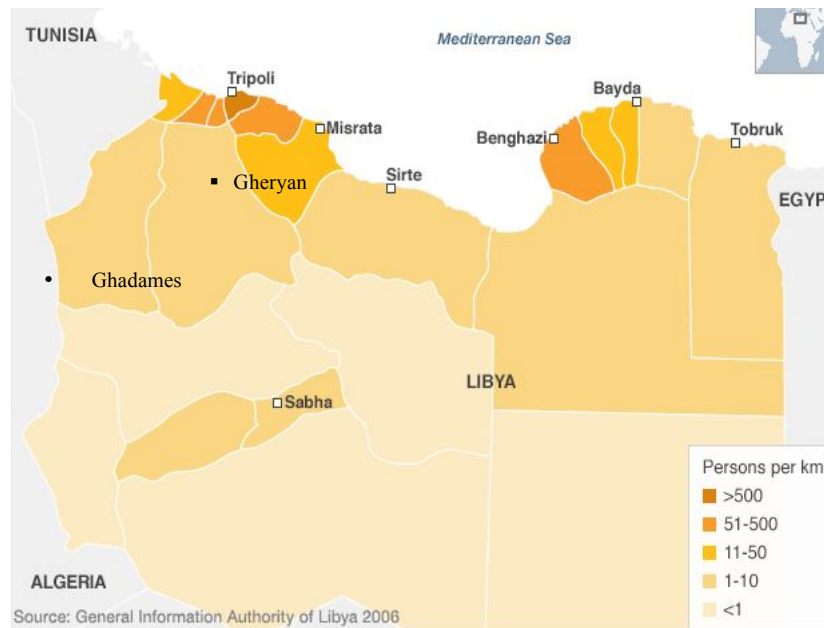 TUNISIA
Mediterranean Sea
Tripoli
Bayda
Misrata
Benghazi
Tobruk
Gheryan
Sirte
EGYP
Ghadames
LIBYA
Sabha
Persons per km
>500
51-500
11-50
1-10
<1
ALGERIA
Source: General Information Authority of Libya 2006